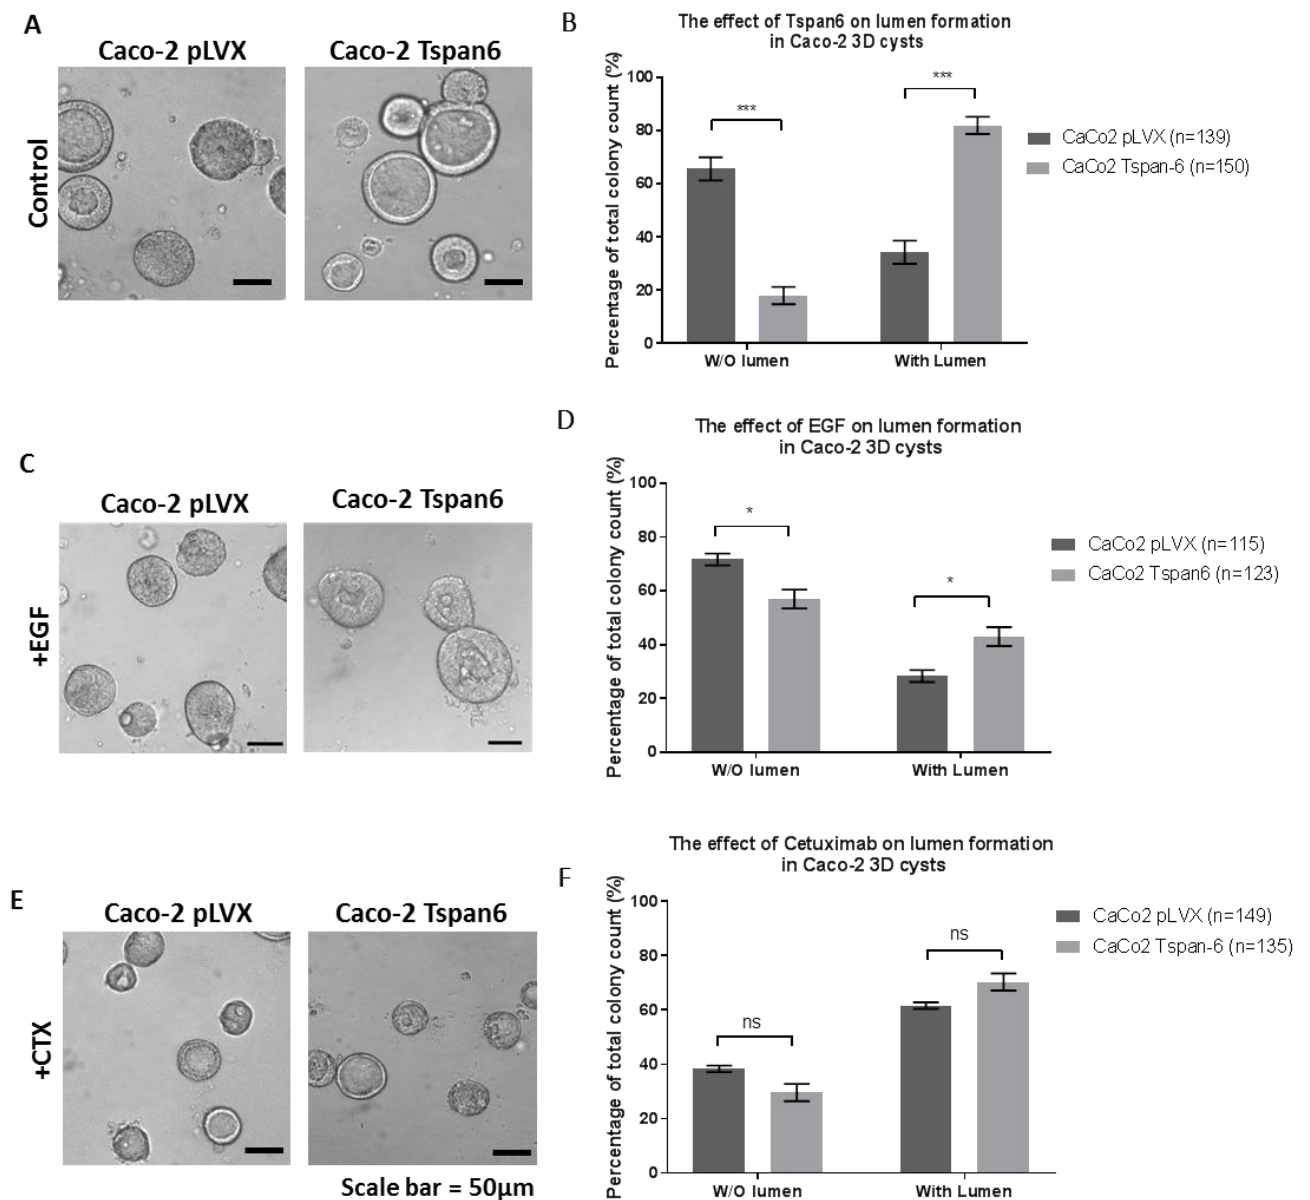 A
Caco-2 pLVX
Caco-2 Tspan6
Control
B
The effect of Tspan6 on lumen formation
in Caco-2 3D cysts
Percentage of total colony count (%)
100
80
60
40
20
0
***
***
W/O lumen
With Lumen
CaCo2 pLVX (n=139)
CaCo2 Tspan-6 (n=150)
C
Caco-2 pLVX
Caco-2 Tspan6
+EGF
D
The effect of EGF on lumen formation
in Caco-2 3D cysts
Percentage of total colony count (%)
100
80
60
40
20
0
*
*
W/O lumen
With Lumen
CaCo2 pLVX (n=115)
CaCo2 Tspan6 (n=123)
E
Caco-2 pLVX
Caco-2 Tspan6
+CTX
Scale bar = 50μm
F
The effect of Cetuximab on lumen formation
in Caco-2 3D cysts
Percentage of total colony count (%)
100
80
60
40
20
0
ns
ns
W/O lumen
With Lumen
CaCo2 pLVX (n=149)
CaCo2 Tspan-6 (n=135)